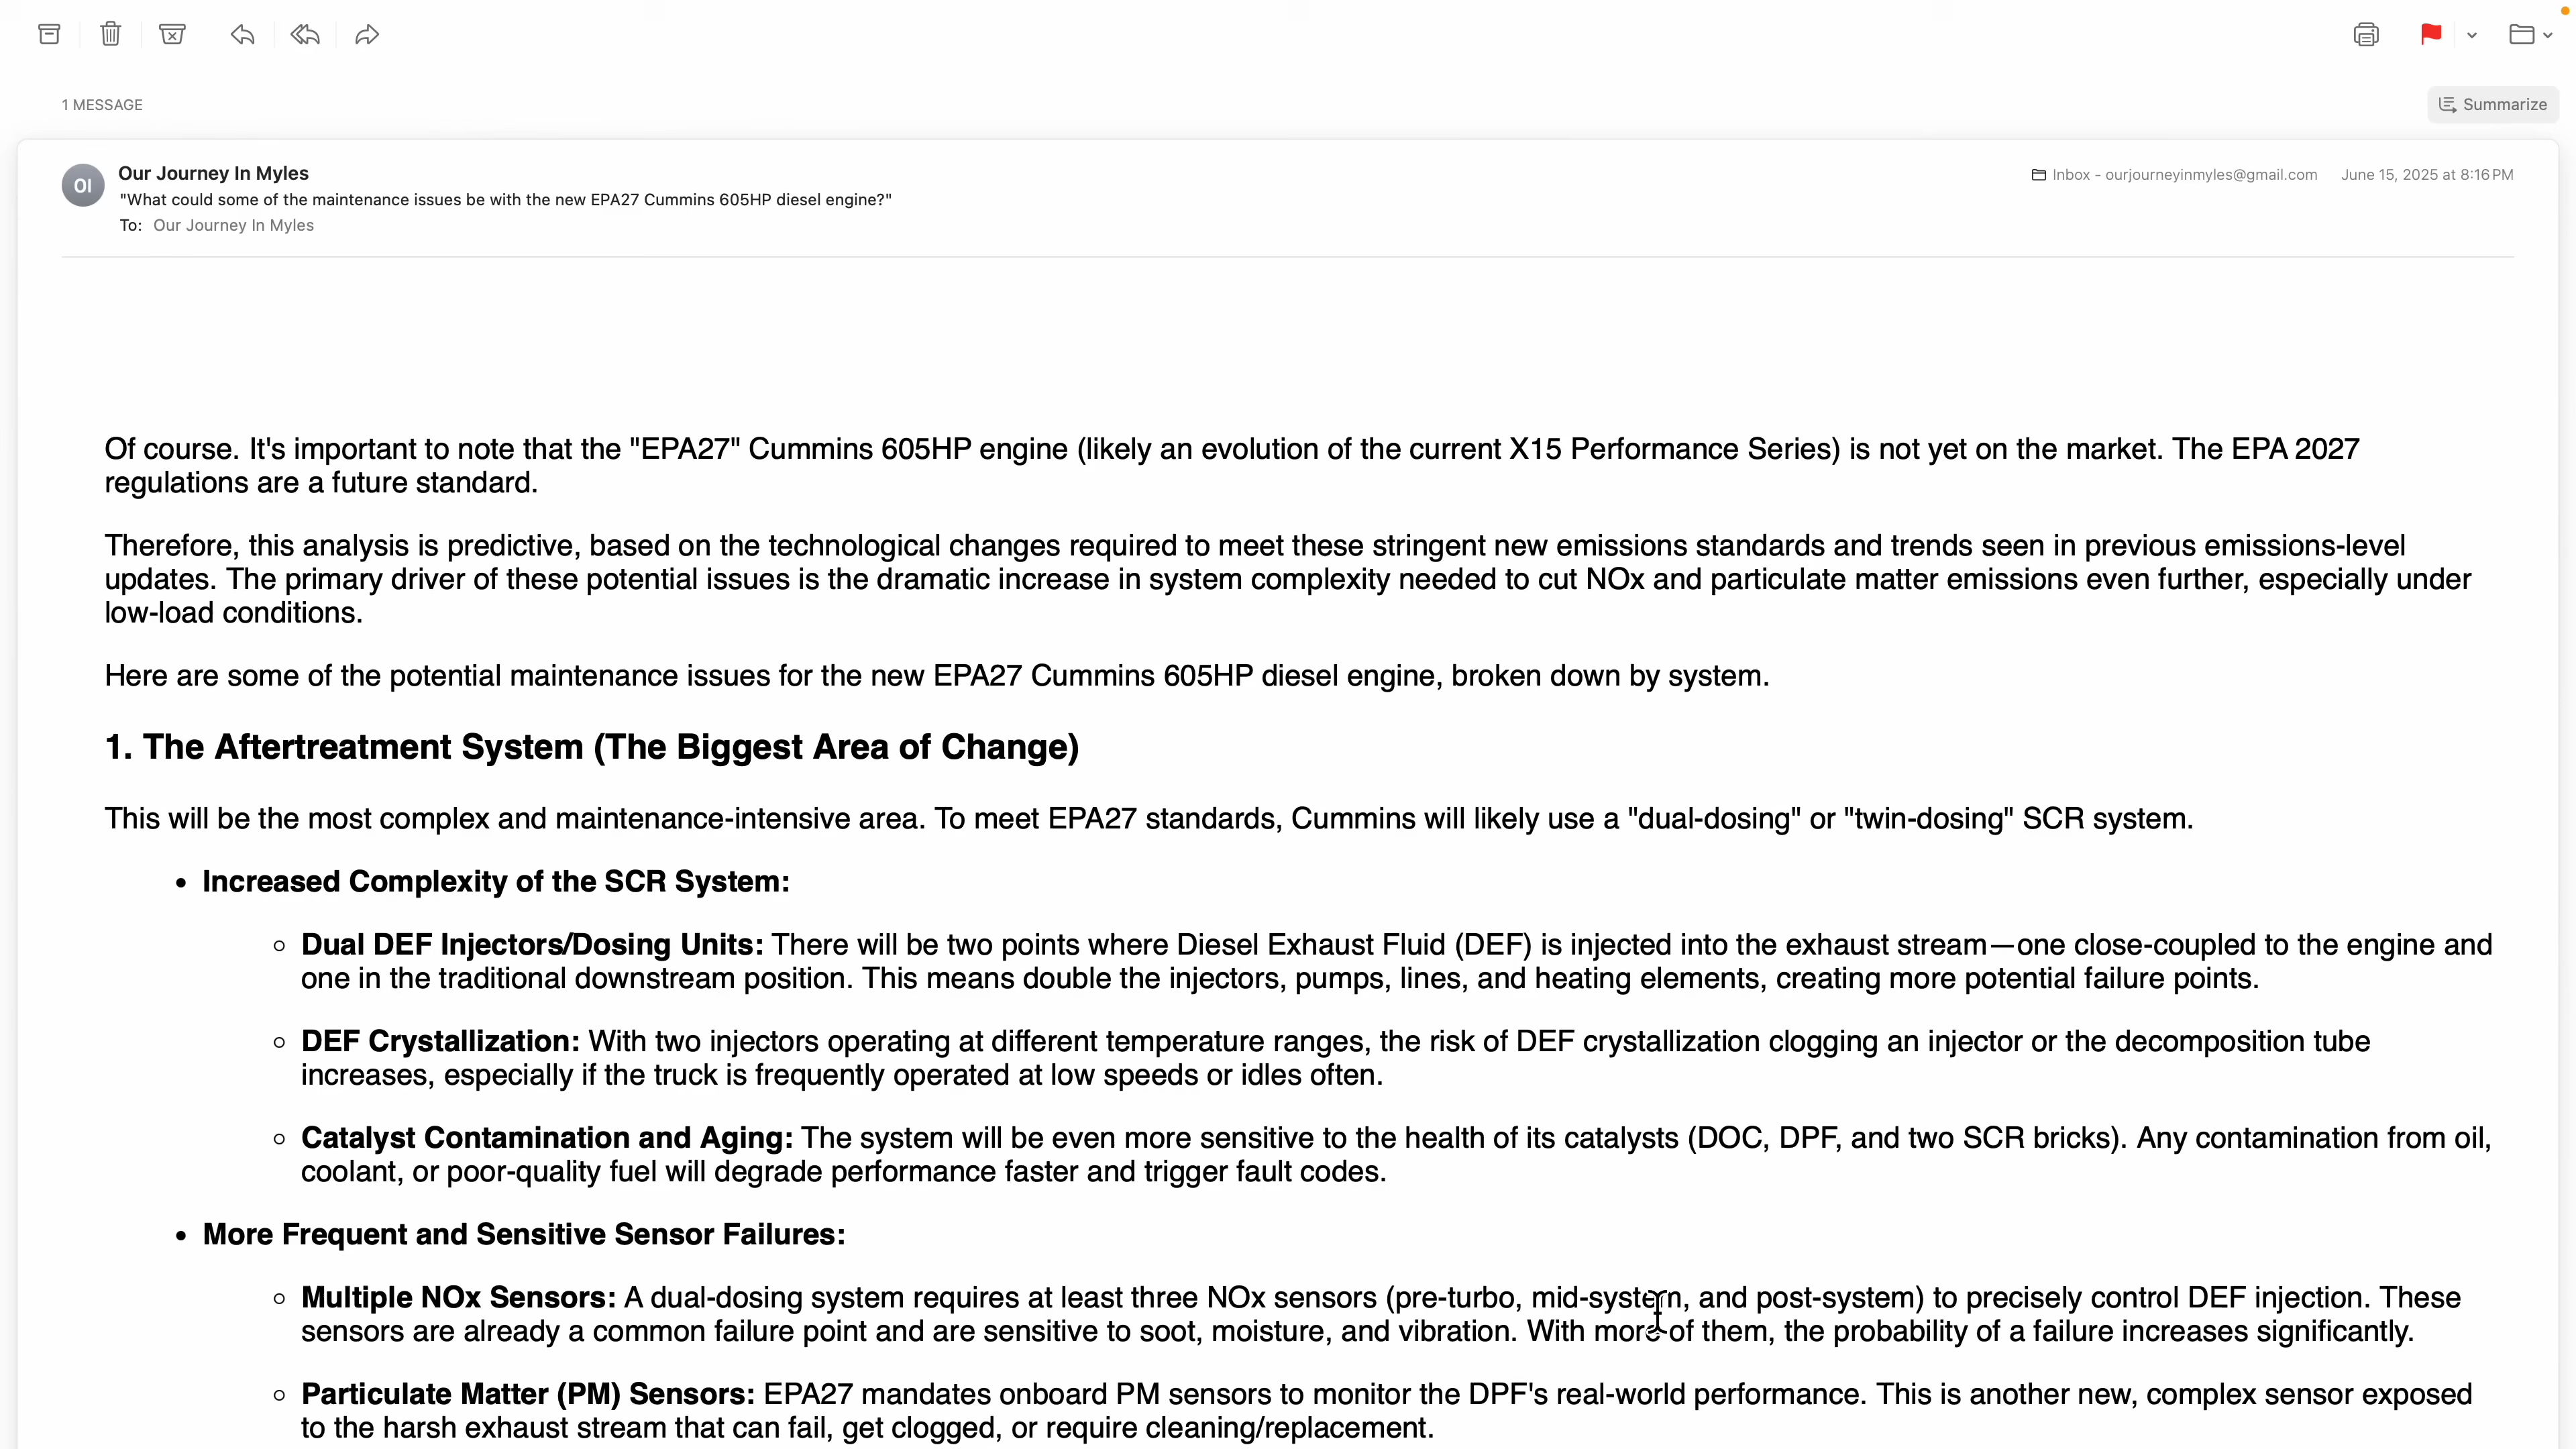 1 MESSAGE
Summarize
OI
Our Journey In Myles
Inbox - ourjourneyinmyles@gmail.com June 15, 2025 at 8:16 PM
"What could some of the maintenance issues be with the new EPA27 Cummins 605HP diesel engine?"
To: Our Journey In Myles
Of course. It's important to note that the "EPA27" Cummins 605HP engine (likely an evolution of the current X15 Performance Series) is not yet on the market. The EPA 2027
regulations are a future standard.
Therefore, this analysis is predictive, based on the technological changes required to meet these stringent new emissions standards and trends seen in previous emissions-level
updates. The primary driver of these potential issues is the dramatic increase in system complexity needed to cut NOx and particulate matter emissions even further, especially under
low-load conditions.
Here are some of the potential maintenance issues for the new EPA27 Cummins 605HP diesel engine, broken down by system.
1. The Aftertreatment System (The Biggest Area of Change)
This will be the most complex and maintenance-intensive area. To meet EPA27 standards, Cummins will likely use a "dual-dosing" or "twin-dosing" SCR system.
• Increased Complexity of the SCR System:
○ Dual DEF Injectors/Dosing Units: There will be two points where Diesel Exhaust Fluid (DEF) is injected into the exhaust stream—one close-coupled to the engine and
one in the traditional downstream position. This means double the injectors, pumps, lines, and heating elements, creating more potential failure points.
○ DEF Crystallization: With two injectors operating at different temperature ranges, the risk of DEF crystallization clogging an injector or the decomposition tube
increases, especially if the truck is frequently operated at low speeds or idles often.
○ Catalyst Contamination and Aging: The system will be even more sensitive to the health of its catalysts (DOC, DPF, and two SCR bricks). Any contamination from oil,
coolant, or poor-quality fuel will degrade performance faster and trigger fault codes.
• More Frequent and Sensitive Sensor Failures:
○ Multiple NOx Sensors: A dual-dosing system requires at least three NOx sensors (pre-turbo, mid-system, and post-system) to precisely control DEF injection. These
sensors are already a common failure point and are sensitive to soot, moisture, and vibration. With more of them, the probability of a failure increases significantly.
○ Particulate Matter (PM) Sensors: EPA27 mandates onboard PM sensors to monitor the DPF's real-world performance. This is another new, complex sensor exposed
to the harsh exhaust stream that can fail, get clogged, or require cleaning/replacement.